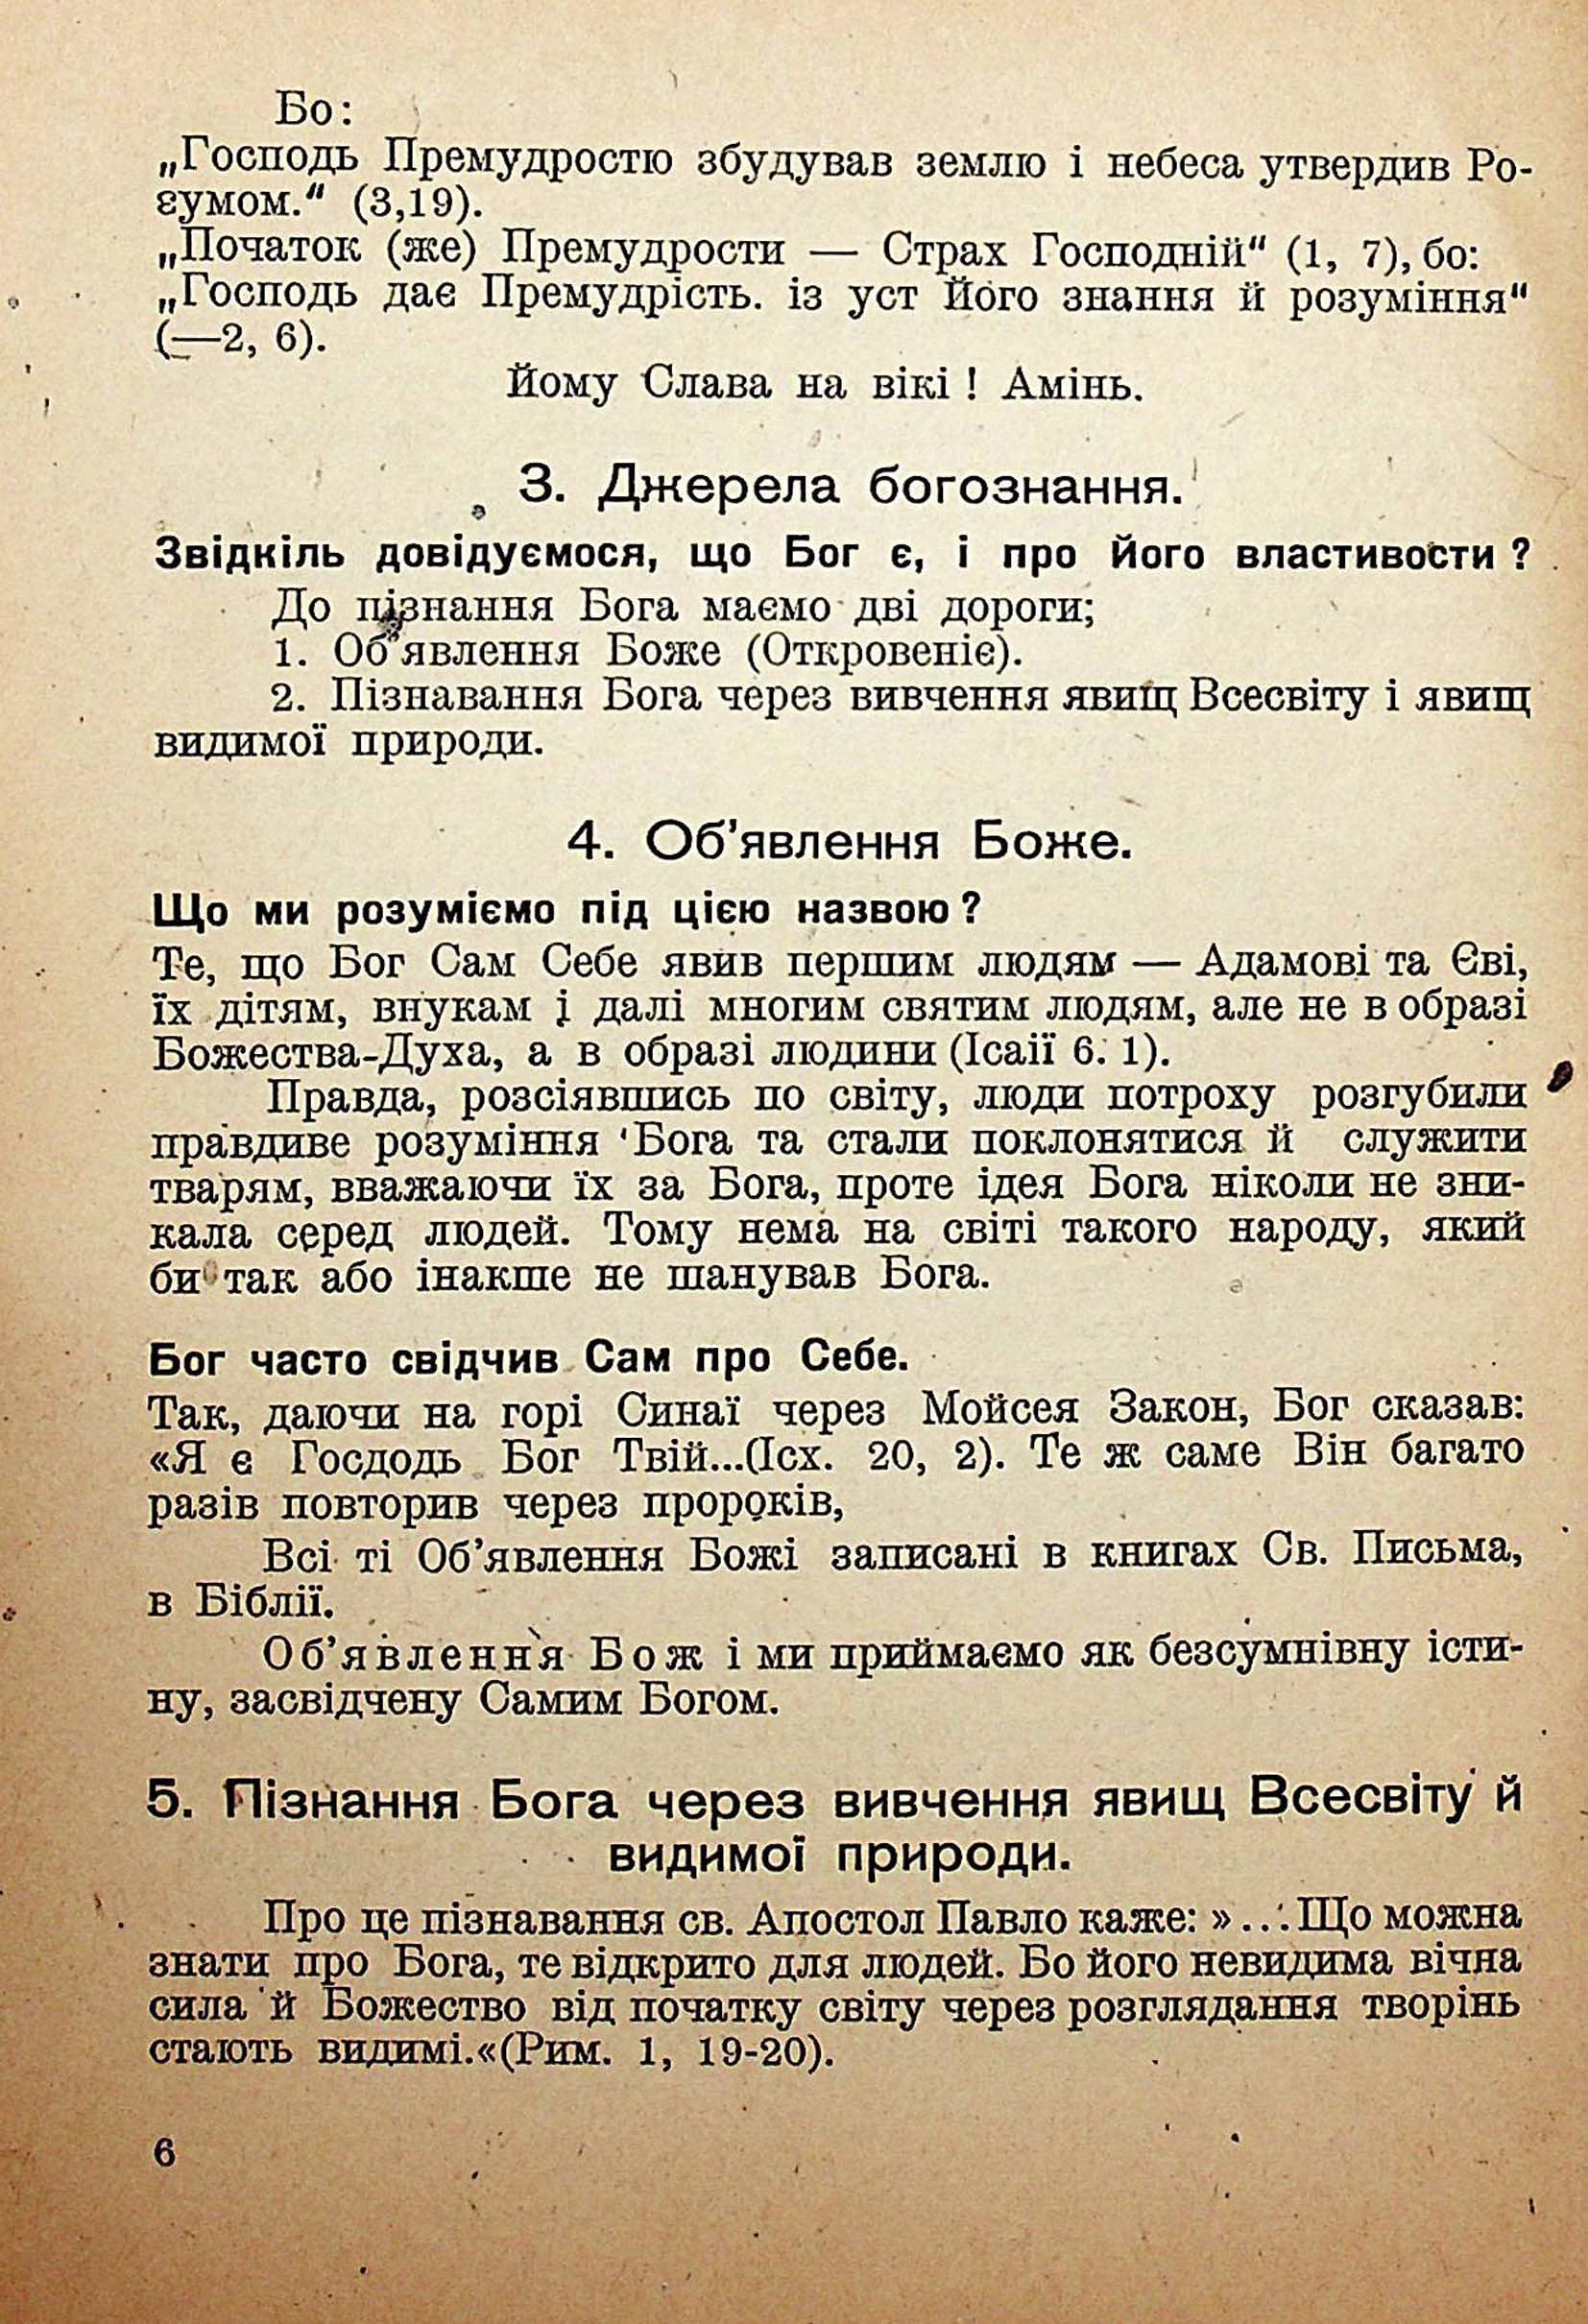 Бо:
„Господь Премудростю збудував землю і небеса утвердив Ро-
зумом." (3,19).
„Початок (же) Премудрости — Страх Господній" (1, 7), бо:
„Господь дає Премудрість. із уст Його знання й розуміння"
(—2, 6).
Йому Слава на вікі ! Амінь.
3. Джерела богознання.
Звідкіль довідуємося, що Бог є, і про Його властивости ?
До пізнання Бога маємо дві дороги;
1. Об'явлення Боже (Откровеніє).
2. Пізнавання Бога через вивчення явищ Всесвіту і явищ
видимої природи.
4. Об'явлення Боже.
Що ми розуміємо під цією назвою ?
Те, що Бог Сам Себе явив першим людям — Адамові та Єві,
їх дітям, внукам і далі многим святим людям, але не в образі
Божества-Духа, а в образі людини (Ісаії 6. 1).
Правда, розсіявшись по світу, люди потроху розгубили
правдиве розуміння Бога та стали поклонятися й служити
тварям, вважаючи їх за Бога, проте ідея Бога ніколи не зни-
кала серед людей. Тому нема на світі такого народу, який
би так або інакше не шанував Бога.
Бог часто свідчив Сам про Себе.
Так, даючи на горі Синаї через Мойсея Закон, Бог сказав:
«Я є Госдодь Бог Твій...(Ісх. 20, 2). Те ж саме Він багато
разів повторив через пророків,
Всі ті Об'явлення Божі записані в книгах Св. Письма,
в Біблії.
Об'явлення Божі ми приймаємо як безсумнівну істи-
ну, засвідчену Самим Богом.
5. Пізнання Бога через вивчення явищ Всесвіту й
видимої природи.
Про це пізнавання св. Апостол Павло каже: »...Що можна
знати про Бога, те відкрито для людей. Бо Його невидима вічна
сила й Божество від початку світу через розглядання творінь
стають видимі.«(Рим. 1, 19-20).
6